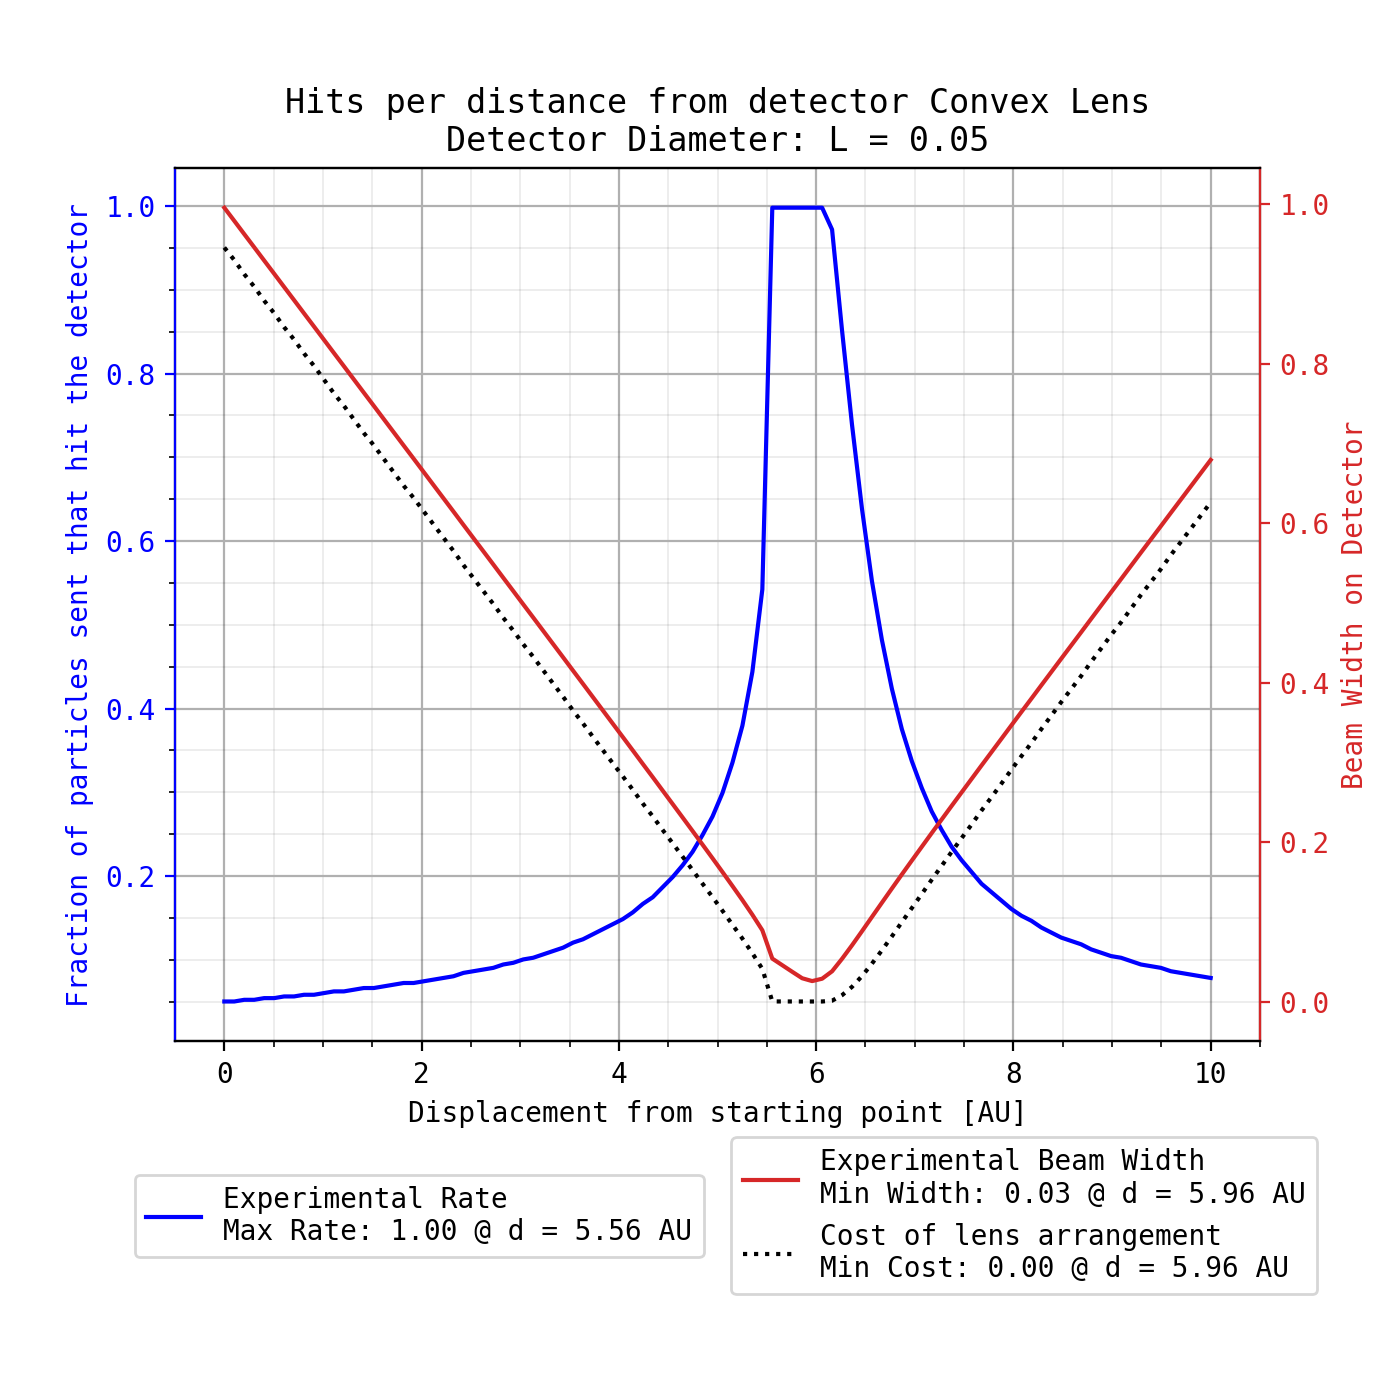 Hits per distance from detector Convex Lens
Detector Diameter: L = 0.05
Fraction of particles sent that hit the detector
1.0
0.8
0.6
0.4
0.2
1.0
0.8
0.6
0.4
0.2
0.0
Beam Width on Detector
0 2 4 6 8 10
Displacement from starting point [AU]
Experimental Rate
Max Rate: 1.00 @ d = 5.56 AU
Experimental Beam Width
Min Width: 0.03 @ d = 5.96 AU
Cost of lens arrangement
Min Cost: 0.00 @ d = 5.96 AU